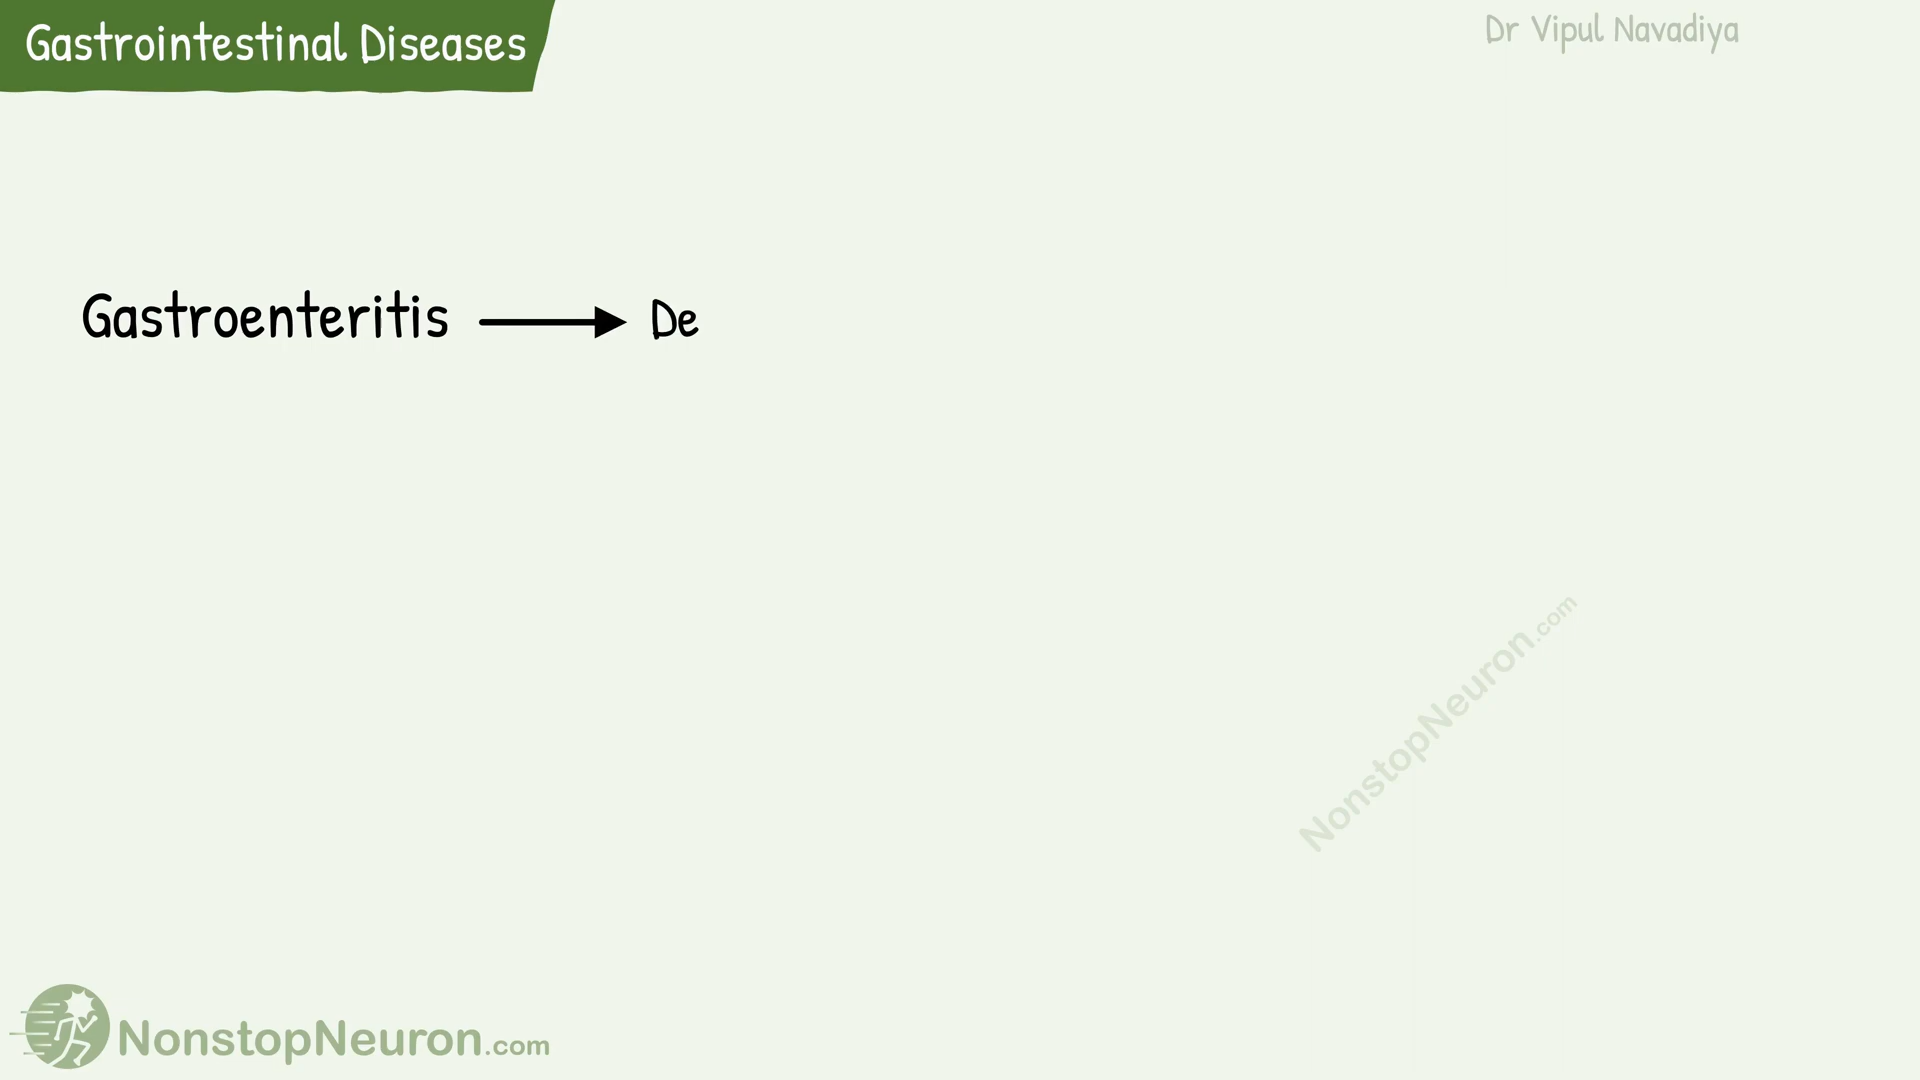 Gastrointestinal Diseases
Dr Vipul Navadiya
Gastroenteritis De
NonstopNeuron.com
NonstopNeuron.com